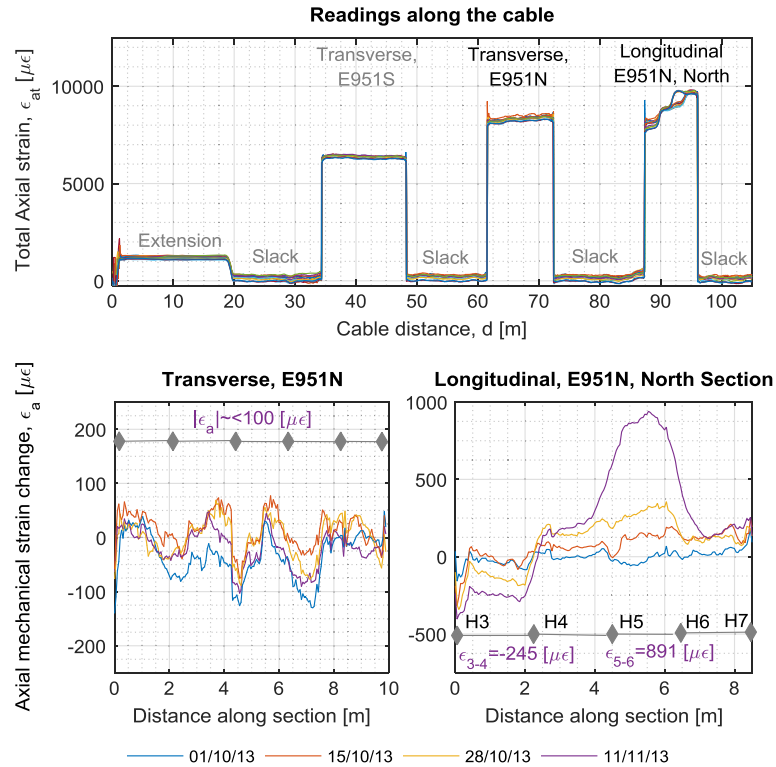 Readings along the cable
Total Axial strain, ϵat [μϵ]
10000
5000
0
Transverse,
E951S
Transverse,
E951N
Longitudinal
E951N, North
Extension
Slack
Slack
Slack
Slack
0 10 20 30 40 50 60 70 80 90 100
Cable distance, d [m]
Axial mechanical strain change, ϵa [μϵ]
Transverse, E951N
200
100
0
-100
-200
|ϵa|~<100 [μϵ]
0 2 4 6 8 10
Distance along section [m]
Longitudinal, E951N, North Section
1000
500
0
-500
H3 H4 H5 H6 H7
ϵ3-4=-245 [μϵ] ϵ5-6=891 [μϵ]
0 2 4 6 8
Distance along section [m]
01/10/13 15/10/13 28/10/13 11/11/13